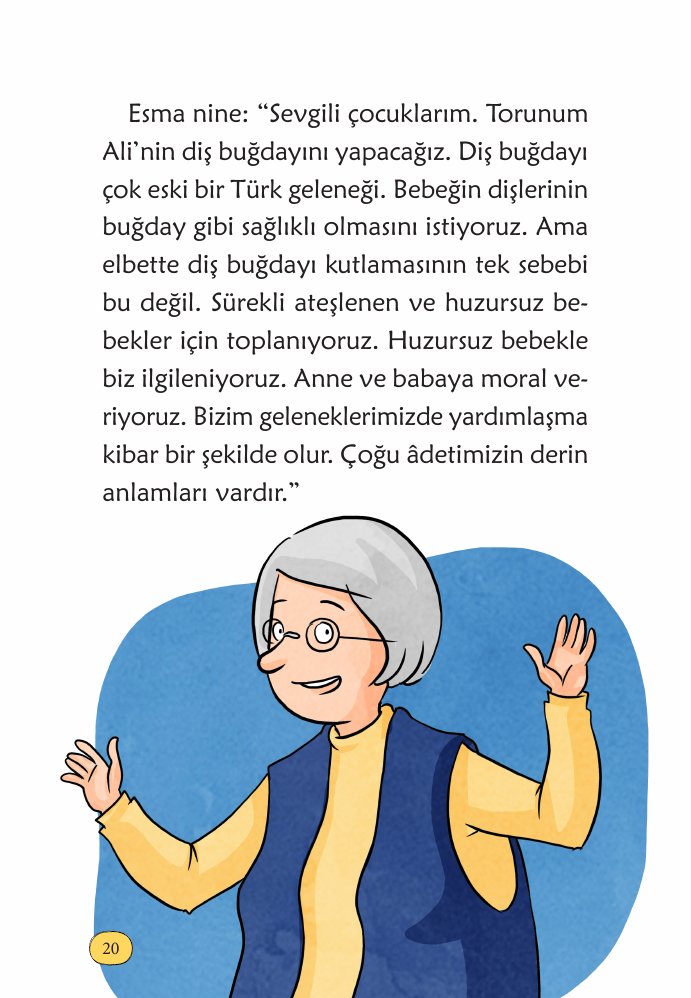 Esma nine: “Sevgili çocuklarım. Torunum
Ali’nin diş buğdayını yapacağız. Diş buğdayı
çok eski bir Türk geleneği. Bebeğin dişlerinin
buğday gibi sağlıklı olmasını istiyoruz. Ama
elbette diş buğdayı kutlamasının tek sebebi
bu değil. Sürekli ateşlenen ve huzursuz be-
bekler için toplanıyoruz. Huzursuz bebekle
biz ilgileniyoruz. Anne ve babaya moral ve-
riyoruz. Bizim geleneklerimizde yardımlaşma
kibar bir şekilde olur. Çoğu âdetimizin derin
anlamları vardır.”
20